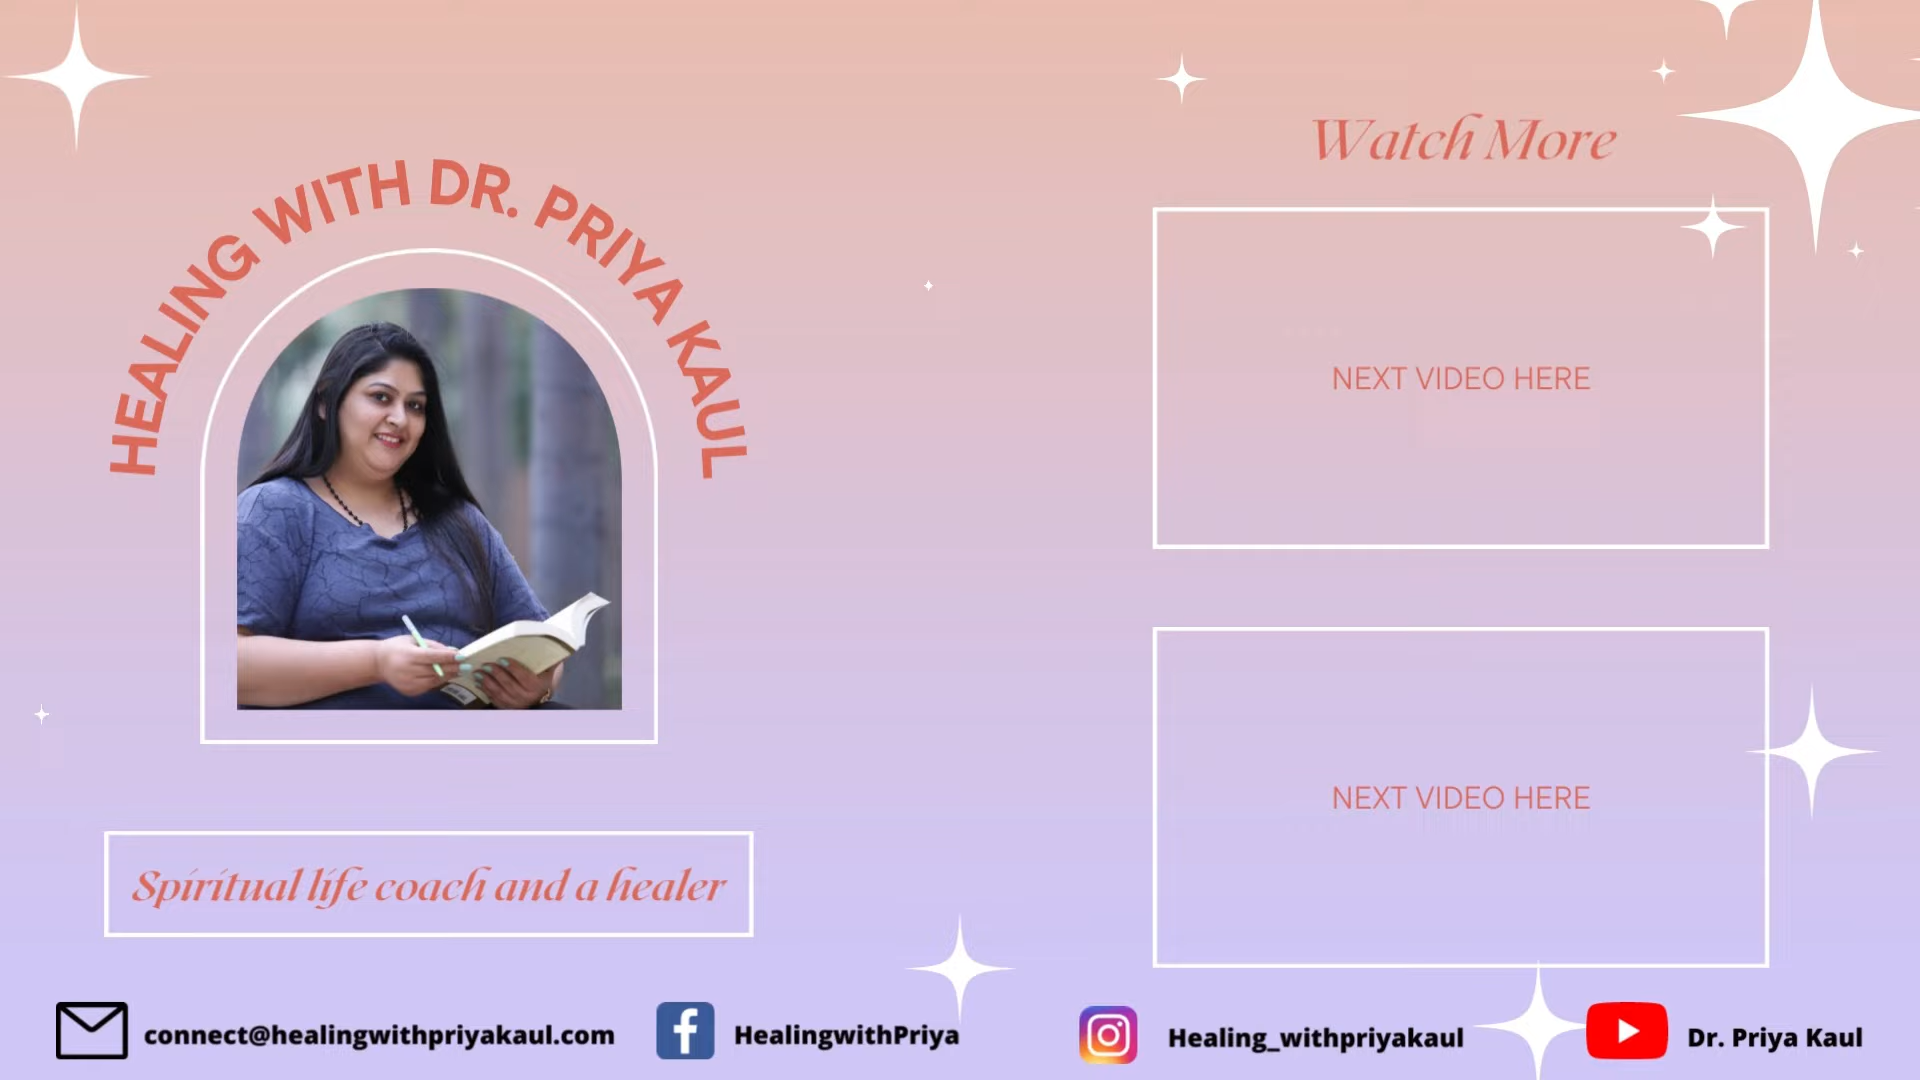 HEALING WITH DR. PRIYA KAUL
Spiritual life coach and a healer
Watch More
NEXT VIDEO HERE
NEXT VIDEO HERE
connect@healingwithpriyakaul.com
HealingwithPriya
Healing_withpriyakaul
Dr. Priya Kaul